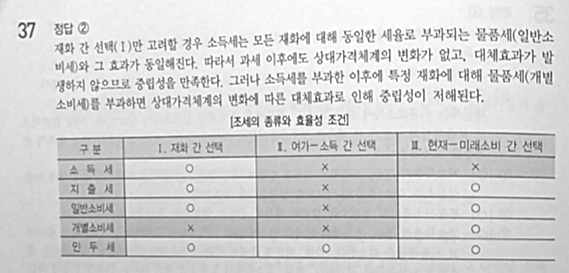 37 정답 ②
재화 간 선택(Ⅰ)만 고려할 경우 소득세는 모든 재화에 대해 동일한 세율로 부과되는 물품세(일반소
비세)와 그 효과가 동일해진다. 따라서 과세 이후에도 상대가격체계의 변화가 없고, 대체효과가 발
생하지 않으므로 중립성을 만족한다. 그러나 소득세를 부과한 이후에 특정 재화에 대해 물품세(개별
소비세)를 부과하면 상대가격체계의 변화에 따른 대체효과로 인해 중립성이 저해된다.
[조세의 종류와 효율성 조건]
구 분 Ⅰ. 재화 간 선택 Ⅱ. 여가-소득 간 선택 Ⅲ. 현재-미래소비 간 선택
소 득 세 ○ × ×
지 출 세 ○ × ○
일반소비세 ○ × ○
개별소비세 × × ○
인 두 세 ○ ○ ○